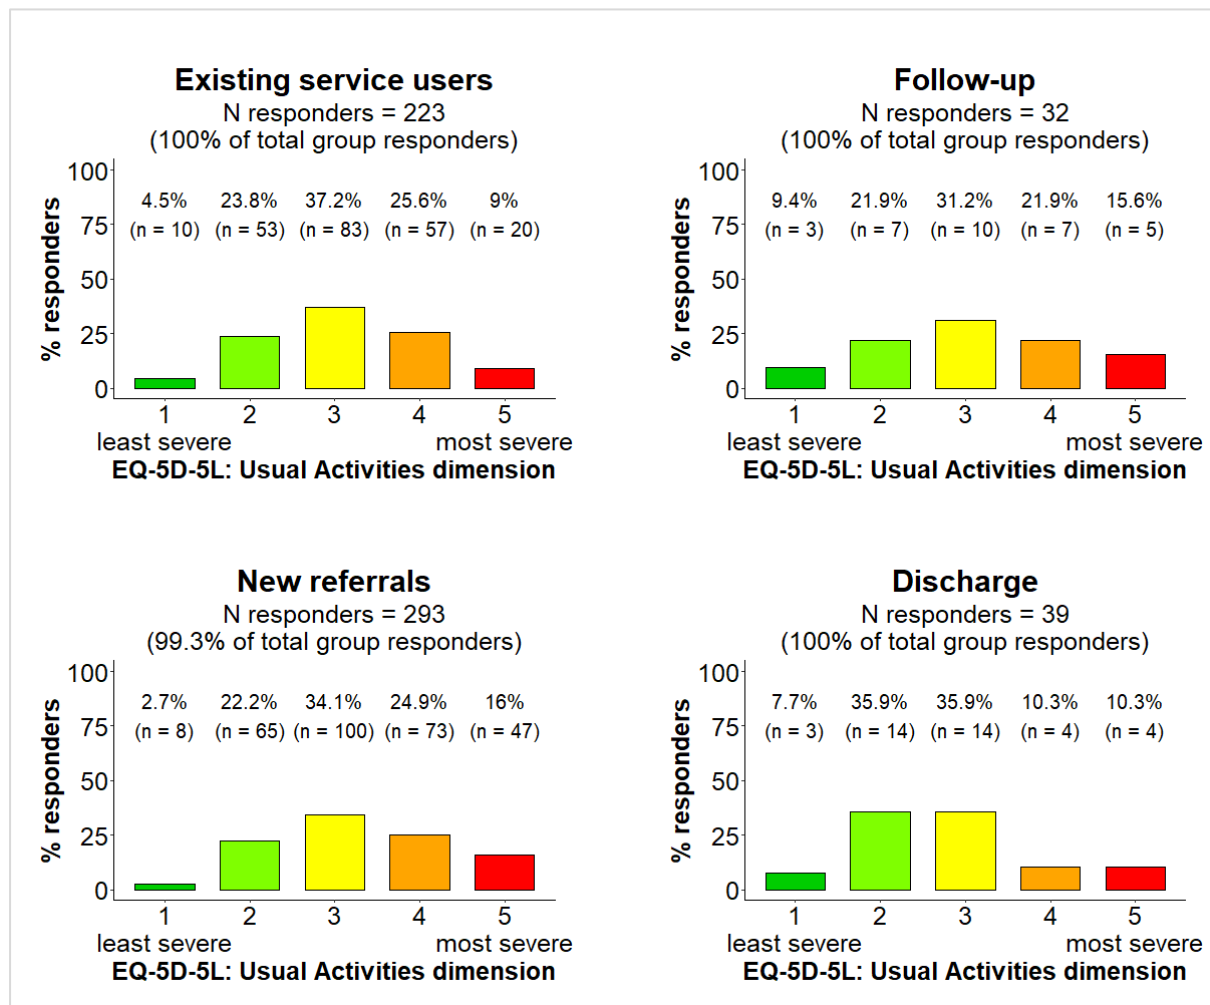 Existing service users
N responders = 223
(100% of total group responders)
100
75
50
25
0
% responders
4.5% 23.8% 37.2% 25.6% 9%
(n = 10) (n = 53) (n = 83) (n = 57) (n = 20)
1 2 3 4 5
least severe most severe
EQ-5D-5L: Usual Activities dimension
Follow-up
N responders = 32
(100% of total group responders)
100
75
50
25
0
% responders
9.4% 21.9% 31.2% 21.9% 15.6%
(n = 3) (n = 7) (n = 10) (n = 7) (n = 5)
1 2 3 4 5
least severe most severe
EQ-5D-5L: Usual Activities dimension
New referrals
N responders = 293
(99.3% of total group responders)
100
75
50
25
0
% responders
2.7% 22.2% 34.1% 24.9% 16%
(n = 8) (n = 65) (n = 100) (n = 73) (n = 47)
1 2 3 4 5
least severe most severe
EQ-5D-5L: Usual Activities dimension
Discharge
N responders = 39
(100% of total group responders)
100
75
50
25
0
% responders
7.7% 35.9% 35.9% 10.3% 10.3%
(n = 3) (n = 14) (n = 14) (n = 4) (n = 4)
1 2 3 4 5
least severe most severe
EQ-5D-5L: Usual Activities dimension